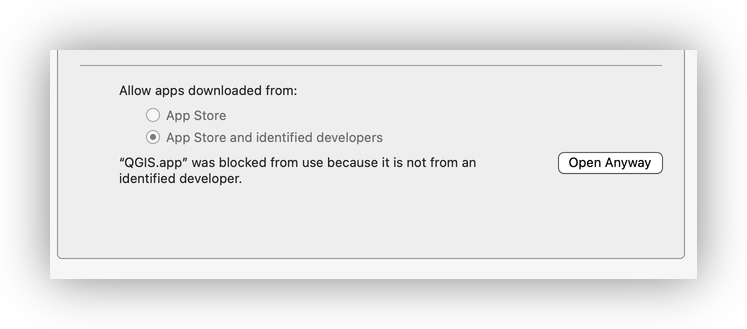 Allow apps downloaded from:
App Store
App Store and identified developers
“QGIS.app” was blocked from use because it is not from an
identified developer.
Open Anyway